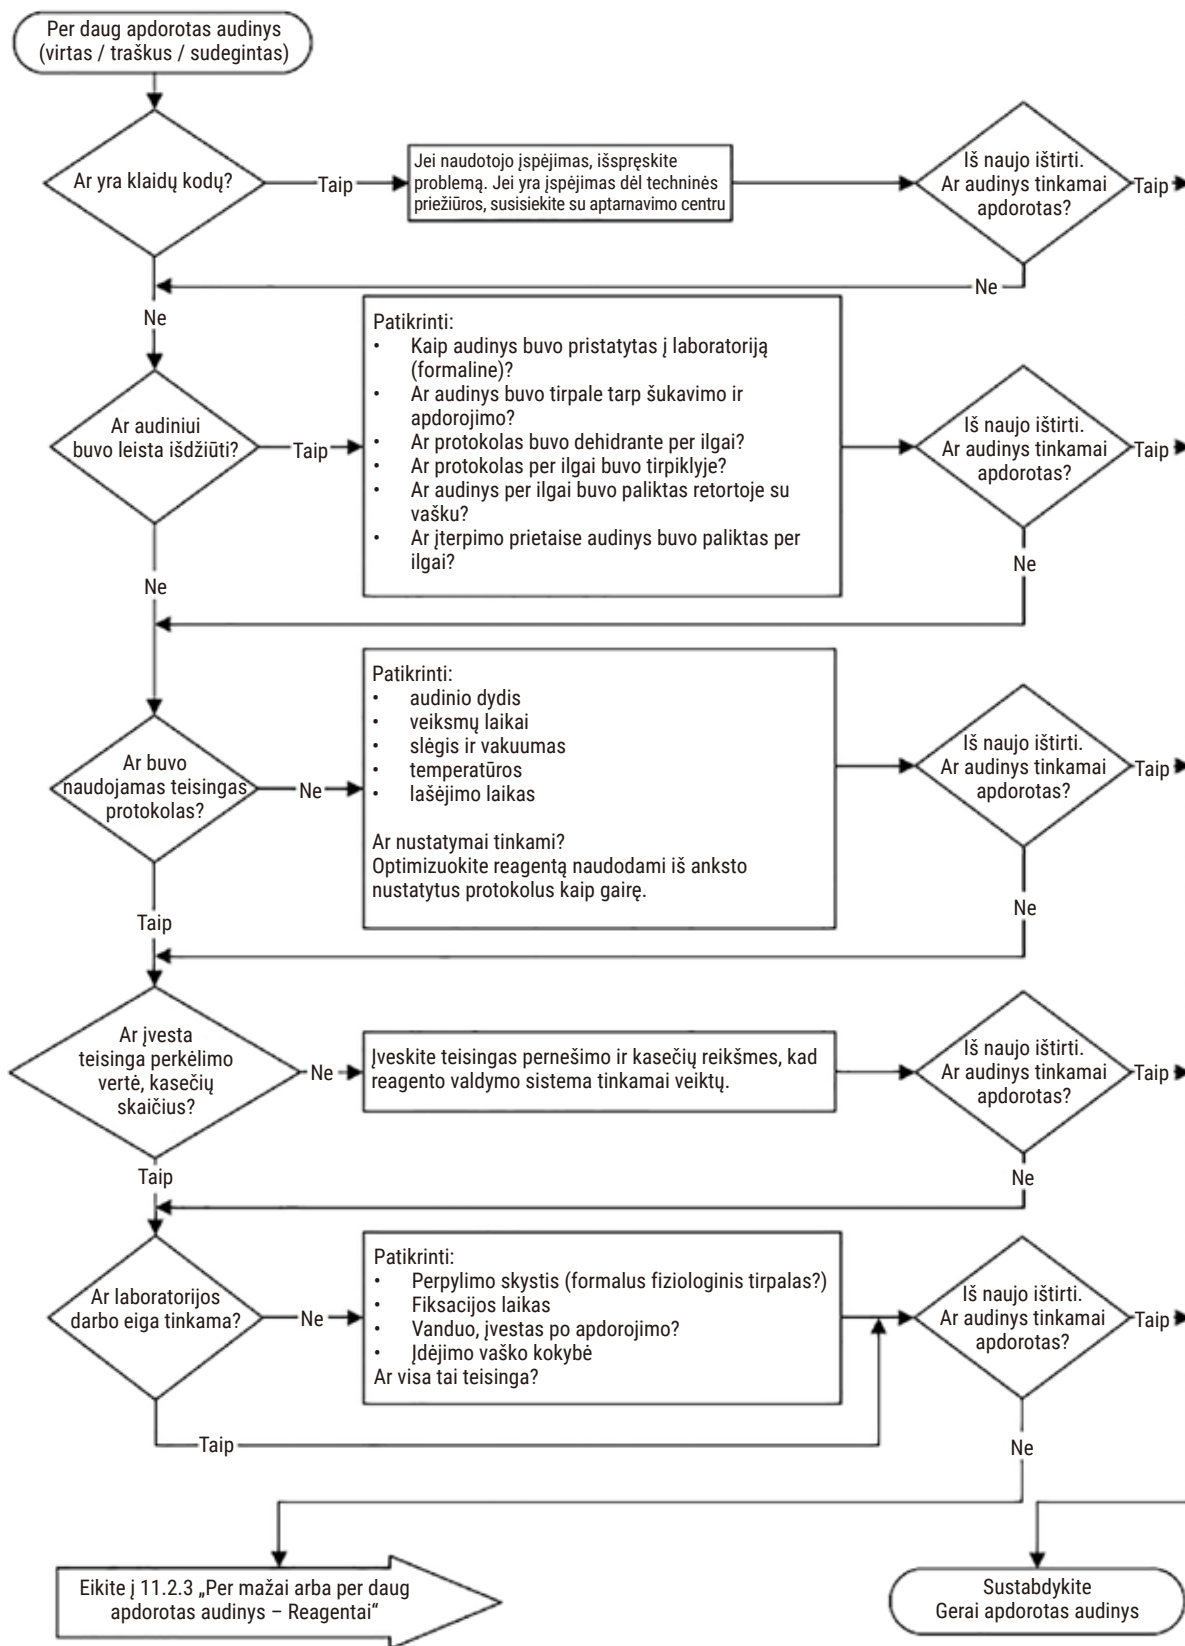 Per daug apdorotas audinys
(virtas / traškus / sudegintas)
Ar yra klaidų kodų?
Taip
Jei naudotojo įspėjimas, išspręskite
problemą. Jei yra įspėjimas dėl techninės
priežiūros, susisiekite su aptarnavimo centru
Iš naujo ištirti.
Ar audinys tinkamai
apdorotas?
Taip
Ne
Ne
Ar audiniui
buvo leista išdžiūti?
Taip
Patikrinti:
• Kaip audinys buvo pristatytas į laboratoriją
(formaline)?
• Ar audinys buvo tirpale tarp šukavimo ir
apdorojimo?
• Ar protokolas buvo dehidrante per ilgai?
• Ar protokolas per ilgai buvo tirpiklyje?
• Ar audinys per ilgai buvo paliktas retortoje su
vašku?
• Ar įterpimo prietaise audinys buvo paliktas per
ilgai?
Iš naujo ištirti.
Ar audinys tinkamai
apdorotas?
Taip
Ne
Ne
Ar buvo
naudojamas teisingas
protokolas?
Ne
Patikrinti:
• audinio dydis
• veiksmų laikai
• slėgis ir vakuumas
• temperatūros
• lašėjimo laikas
Ar nustatymai tinkami?
Optimizuokite reagentą naudodami iš anksto
nustatytus protokolus kaip gairę.
Iš naujo ištirti.
Ar audinys tinkamai
apdorotas?
Taip
Ne
Taip
Ar įvesta
teisinga perkėlimo
vertė, kasečių
skaičius?
Ne
Įveskite teisingas pernešimo ir kasečių reikšmes, kad
reagento valdymo sistema tinkamai veiktų.
Iš naujo ištirti.
Ar audinys tinkamai
apdorotas?
Taip
Ne
Taip
Ar laboratorijos
darbo eiga tinkama?
Ne
Patikrinti:
• Perpylimo skystis (formalus fiziologinis tirpalas?)
• Fiksacijos laikas
• Vanduo, įvestas po apdorojimo?
• Įdėjimo vaško kokybė
Ar visa tai teisinga?
Iš naujo ištirti.
Ar audinys tinkamai
apdorotas?
Taip
Taip
Ne
Eikite į 11.2.3 „Per mažai arba per daug
apdorotas audinys – Reagentai“
Sustabdykite
Gerai apdorotas audinys